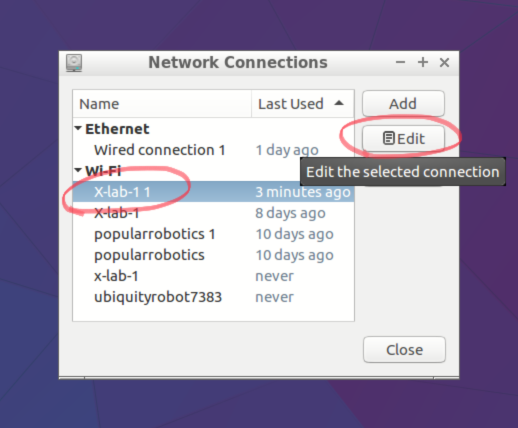 Network Connections
Name Last Used
Add
Ethernet
Edit
Wired connection 1 1 day ago
Wi-Fi
Edit the selected connection
X-lab-1 1 3 minutes ago
X-lab-1 8 days ago
popularrobotics 1 10 days ago
popularrobotics 10 days ago
x-lab-1 never
ubiquityrobot7383 never
Close